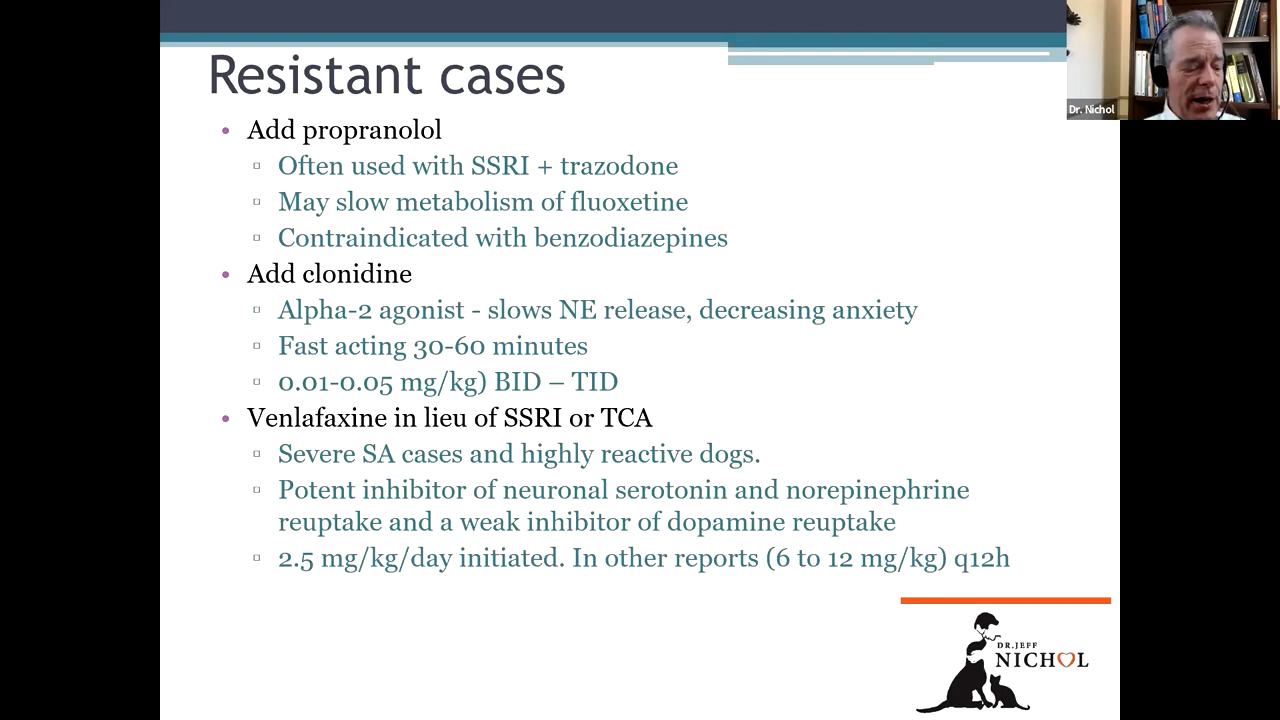 Resistant cases
Dr. Nichol
• Add propranolol
▫ Often used with SSRI + trazodone
▫ May slow metabolism of fluoxetine
▫ Contraindicated with benzodiazepines
• Add clonidine
▫ Alpha-2 agonist - slows NE release, decreasing anxiety
▫ Fast acting 30-60 minutes
▫ 0.01-0.05 mg/kg) BID – TID
• Venlafaxine in lieu of SSRI or TCA
▫ Severe SA cases and highly reactive dogs.
▫ Potent inhibitor of neuronal serotonin and norepinephrine
reuptake and a weak inhibitor of dopamine reuptake
▫ 2.5 mg/kg/day initiated. In other reports (6 to 12 mg/kg) q12h
DR. JEFF
NICHOL